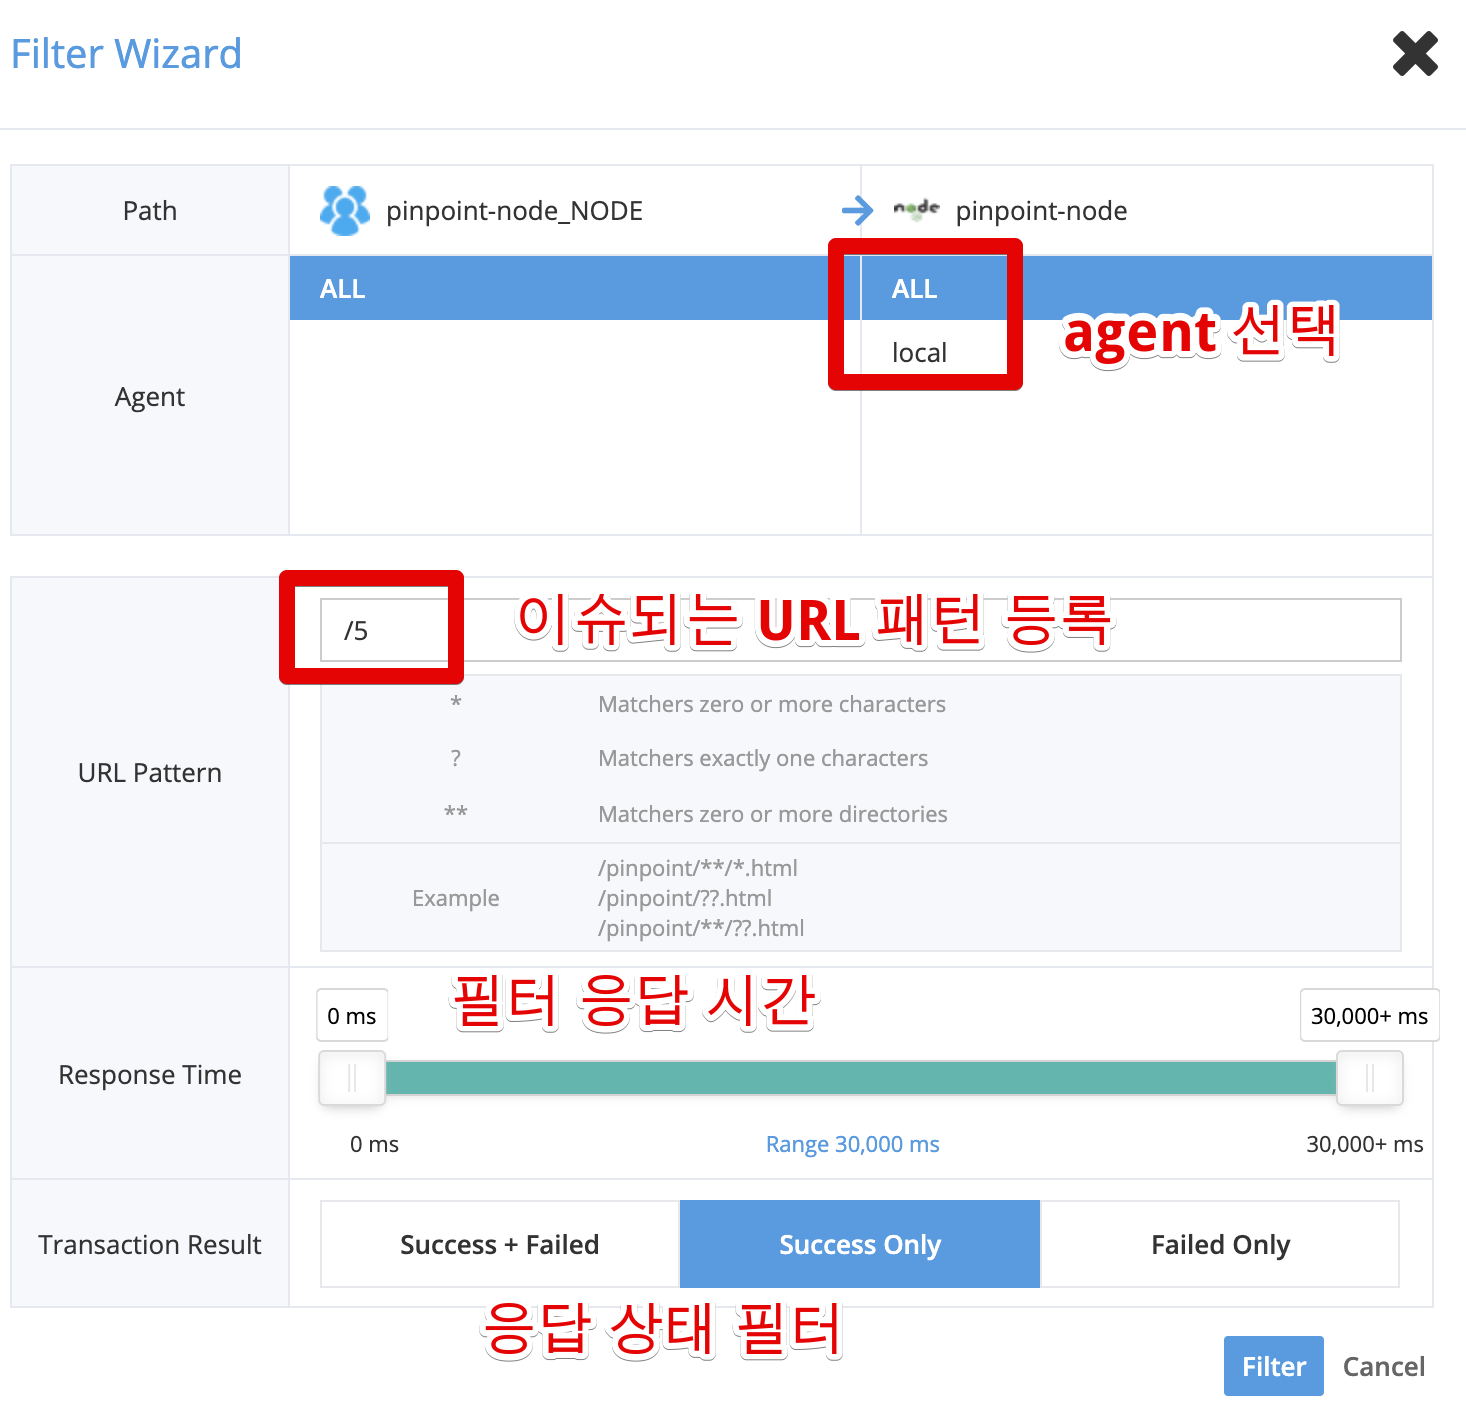 Filter Wizard
Path
pinpoint-node_NODE
node
pinpoint-node
Agent
ALL
ALL
local
agent 선택
URL Pattern
/5
이슈되는 URL 패턴 등록
* Matchers zero or more characters
? Matchers exactly one characters
** Matchers zero or more directories
Example
/pinpoint/**/*.html
/pinpoint/??.html
/pinpoint/**/??.html
필터 응답 시간
Response Time
0 ms
30,000+ ms
0 ms
Range 30,000 ms
30,000+ ms
Transaction Result
Success + Failed
Success Only
Failed Only
응답 상태 필터
Filter
Cancel